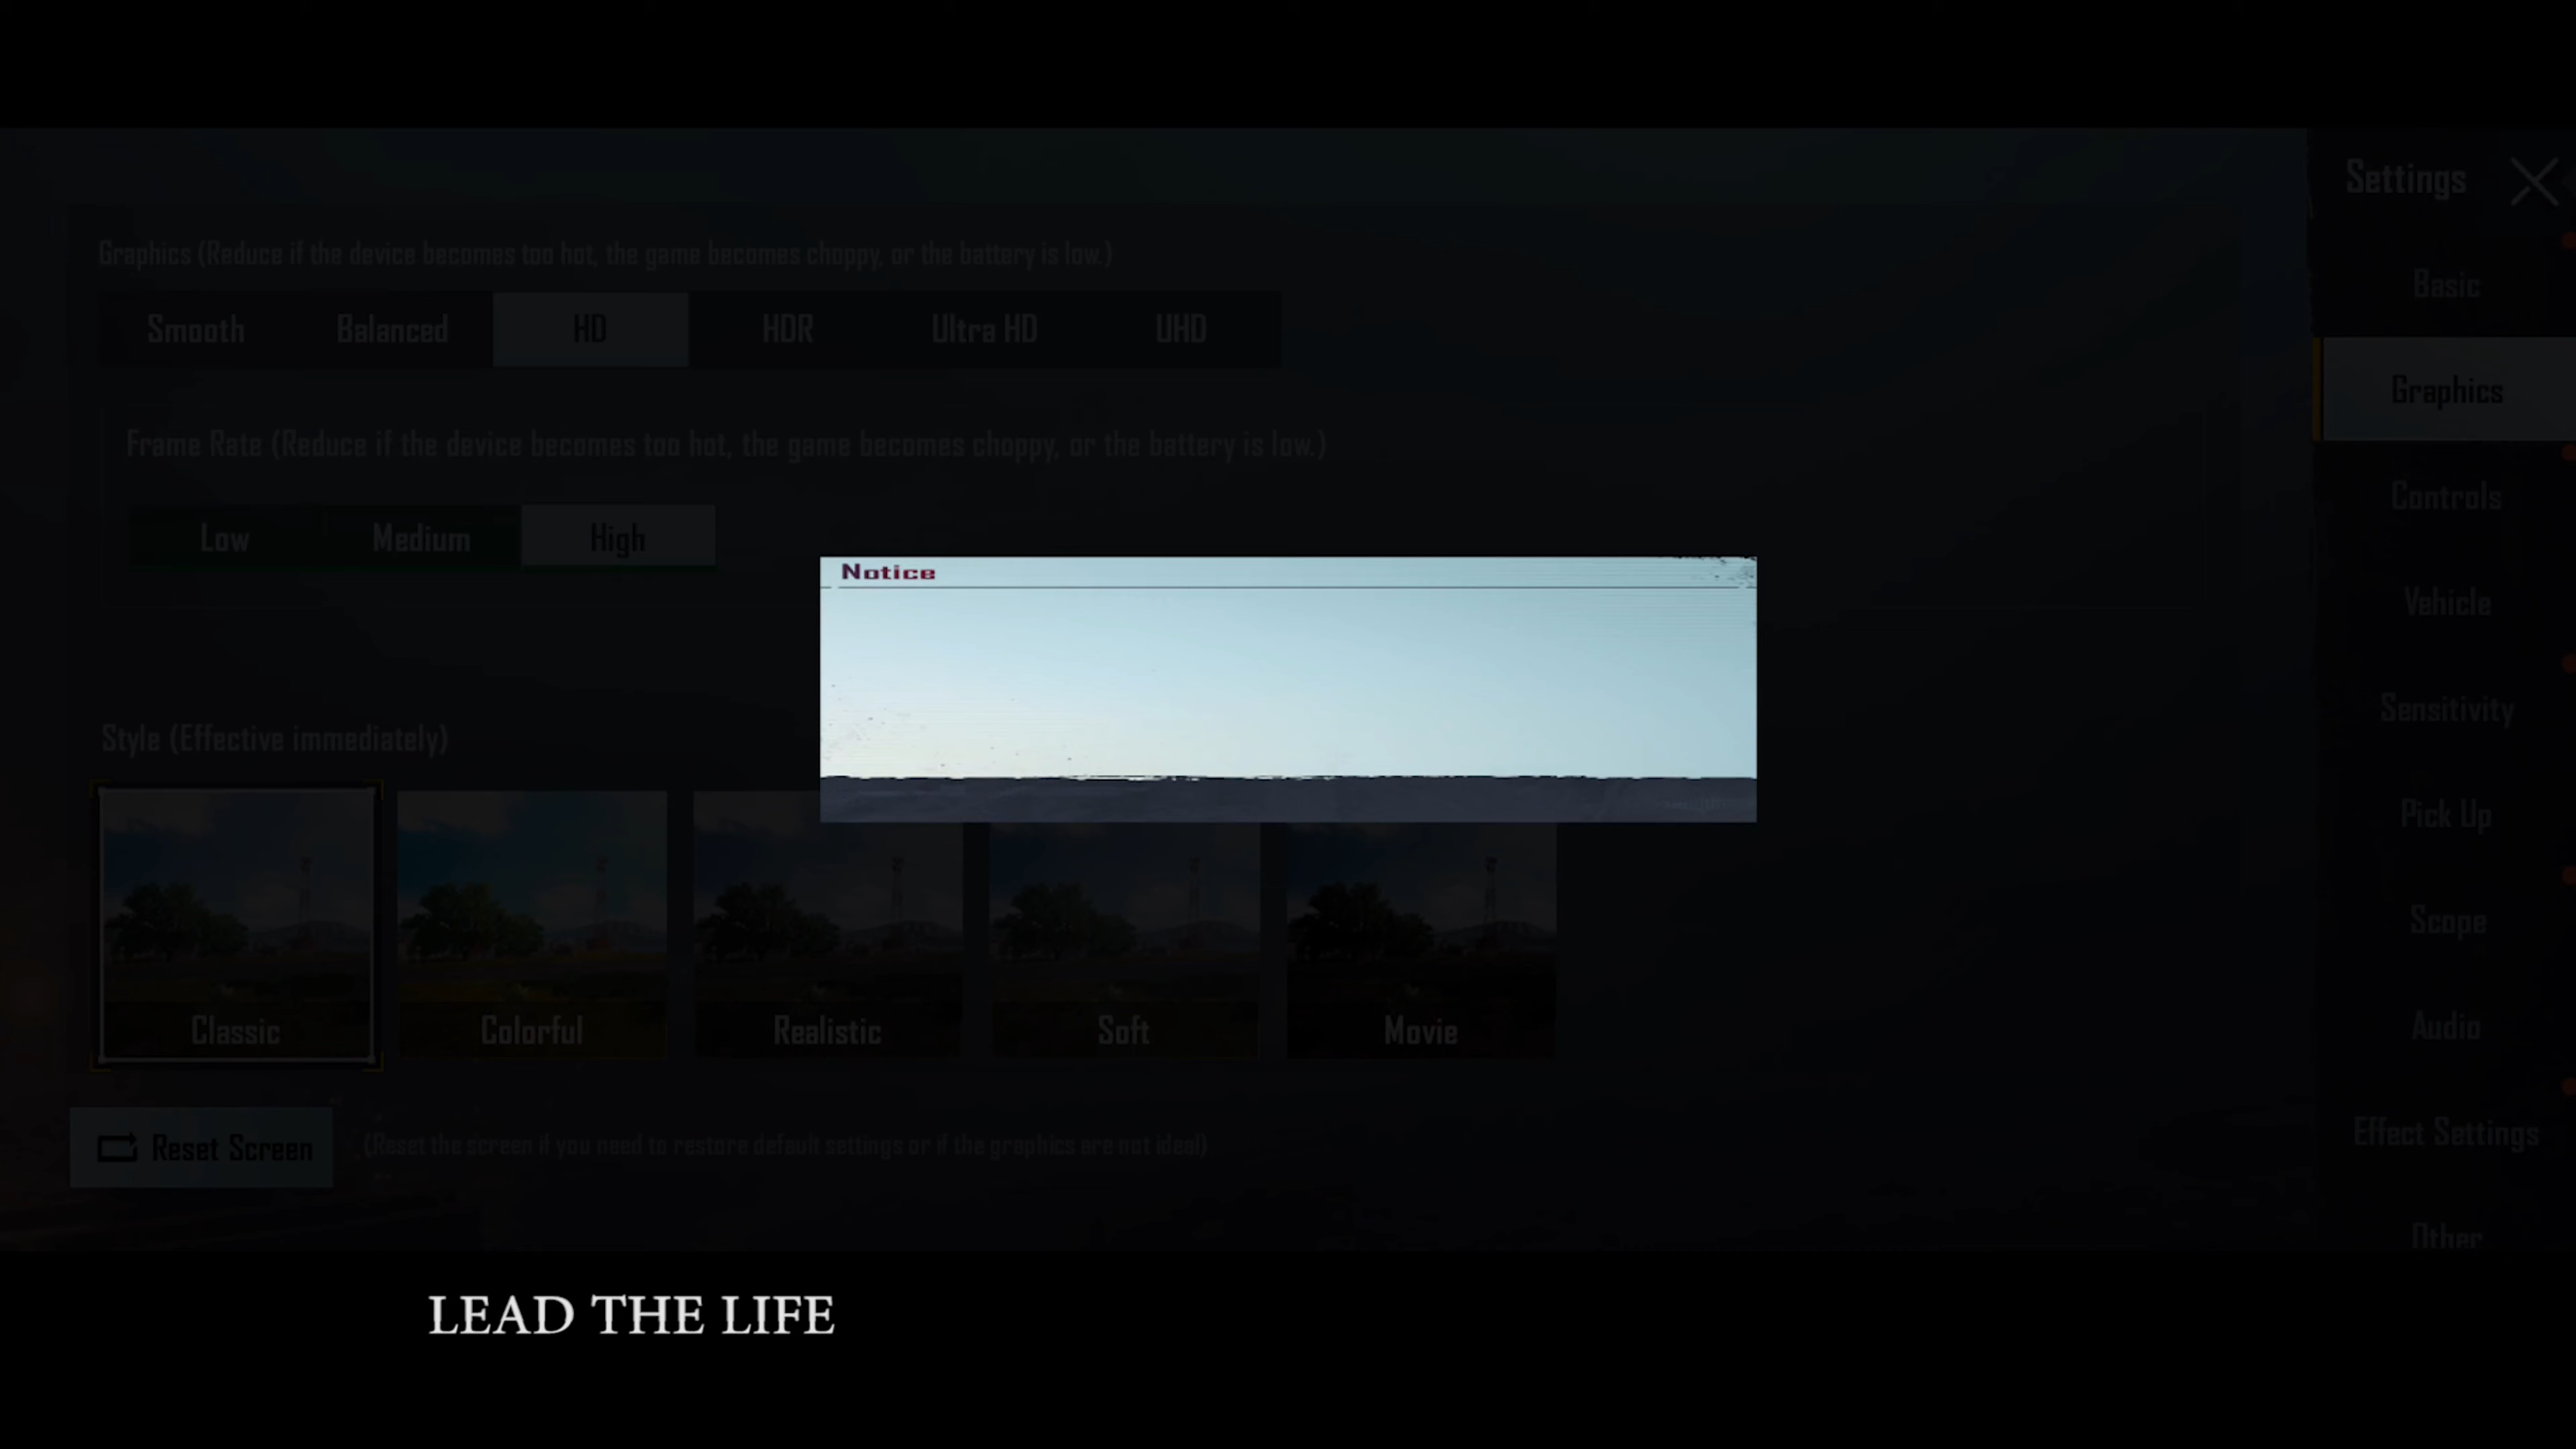 Settings
Graphics (Reduce if the device becomes too hot, the game becomes choppy, or the battery is low.)
Smooth Balanced HD HDR Ultra HD UHD
Frame Rate (Reduce if the device becomes too hot, the game becomes choppy, or the battery is low.)
Low Medium High
Notice
Style (Effective immediately)
Classic Colorful Realistic Soft Movie
Reset Screen (Reset the screen if you need to restore default settings or if the graphics are not ideal)
Basic
Graphics
Controls
Vehicle
Sensitivity
Pick Up
Scope
Audio
Effect Settings
Other
LEAD THE LIFE